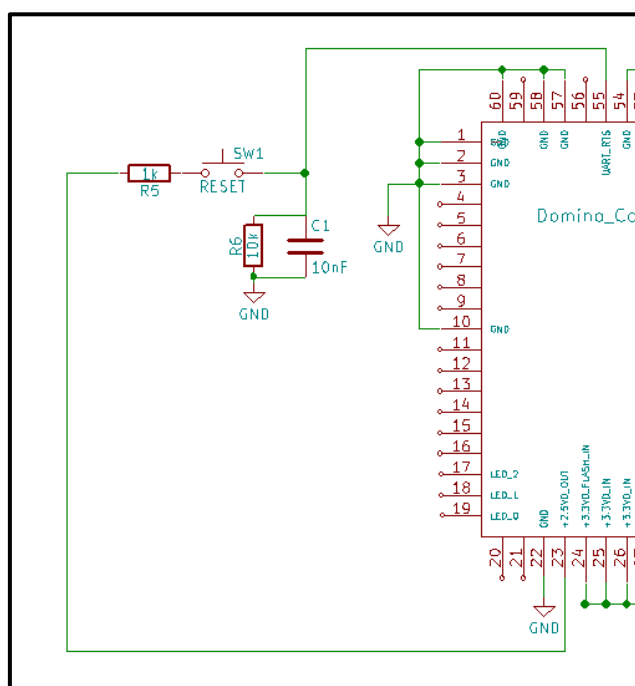 60
59
58
57
56
55
54
GND
GND
GND
UART_RTS
GND
SW1
1k
R5
RESET
R6
10k
C1
10nF
GND
GND
1
2 GND
3 GND
4
5
6
7
8
9
10 GND
11
12
13
14
15
16
17 LED_2
18 LED_1
19 LED_0
Domino_Co
GND
+2.5VD_OUT
+3.3VD_FLASH_IN
+3.3VD_IN
+3.3VD_IN
20
21
22
23
24
25
26
GND